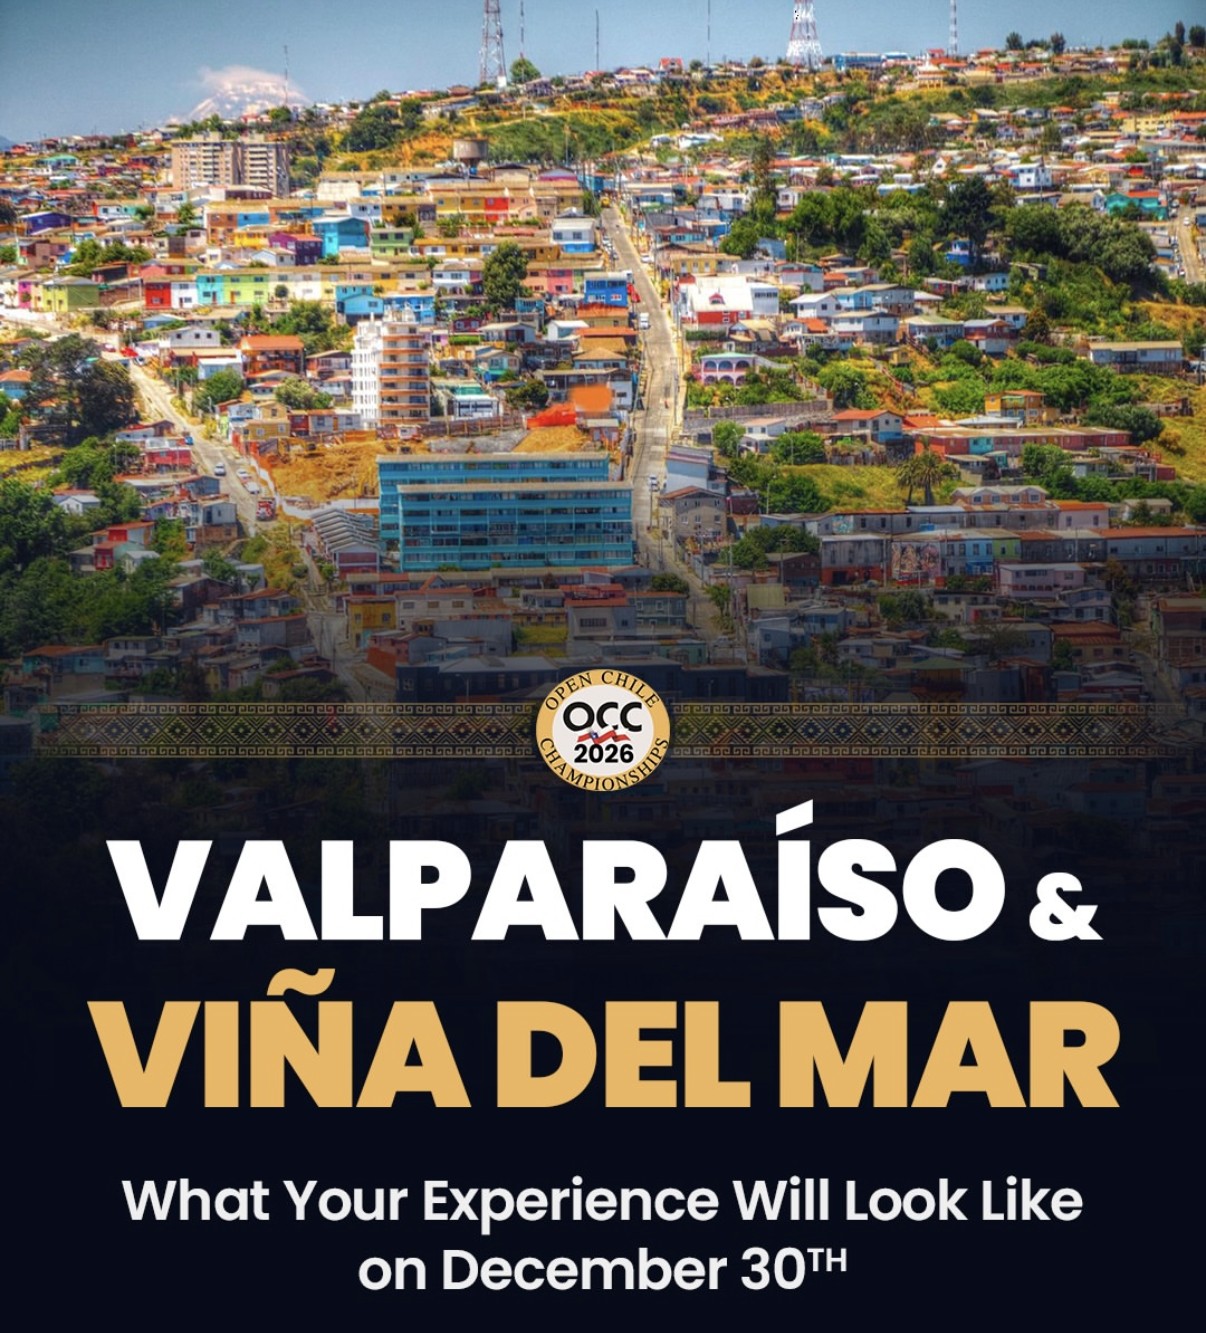 OPEN CHILE
OCC
2026
CHAMPIONSHIPS
VALPARAÍSO &
VIÑA DEL MAR
What Your Experience Will Look Like
on December 30TH